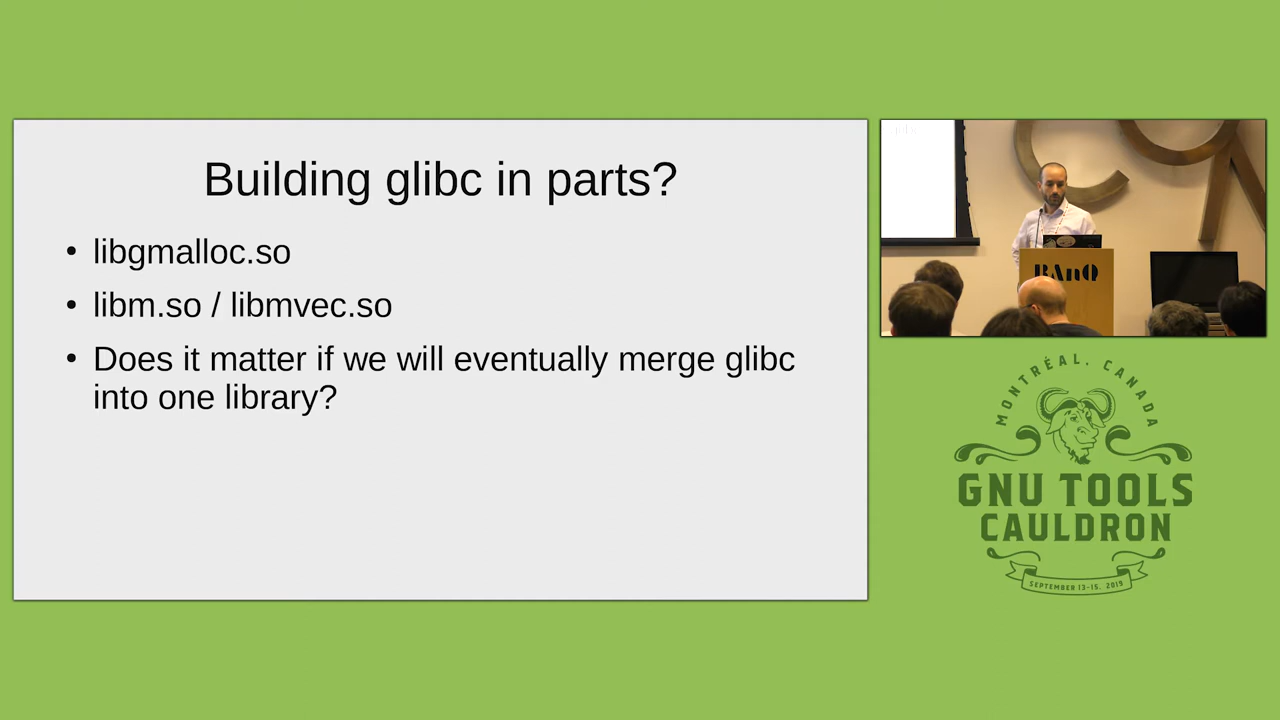 Building glibc in parts?
• libgmalloc.so
• libm.so / libmvec.so
• Does it matter if we will eventually merge glibc
into one library?
BAnQ
MONTRÉAL, CANADA
GNU TOOLS
CAULDRON
SEPTEMBER 13-15, 2019